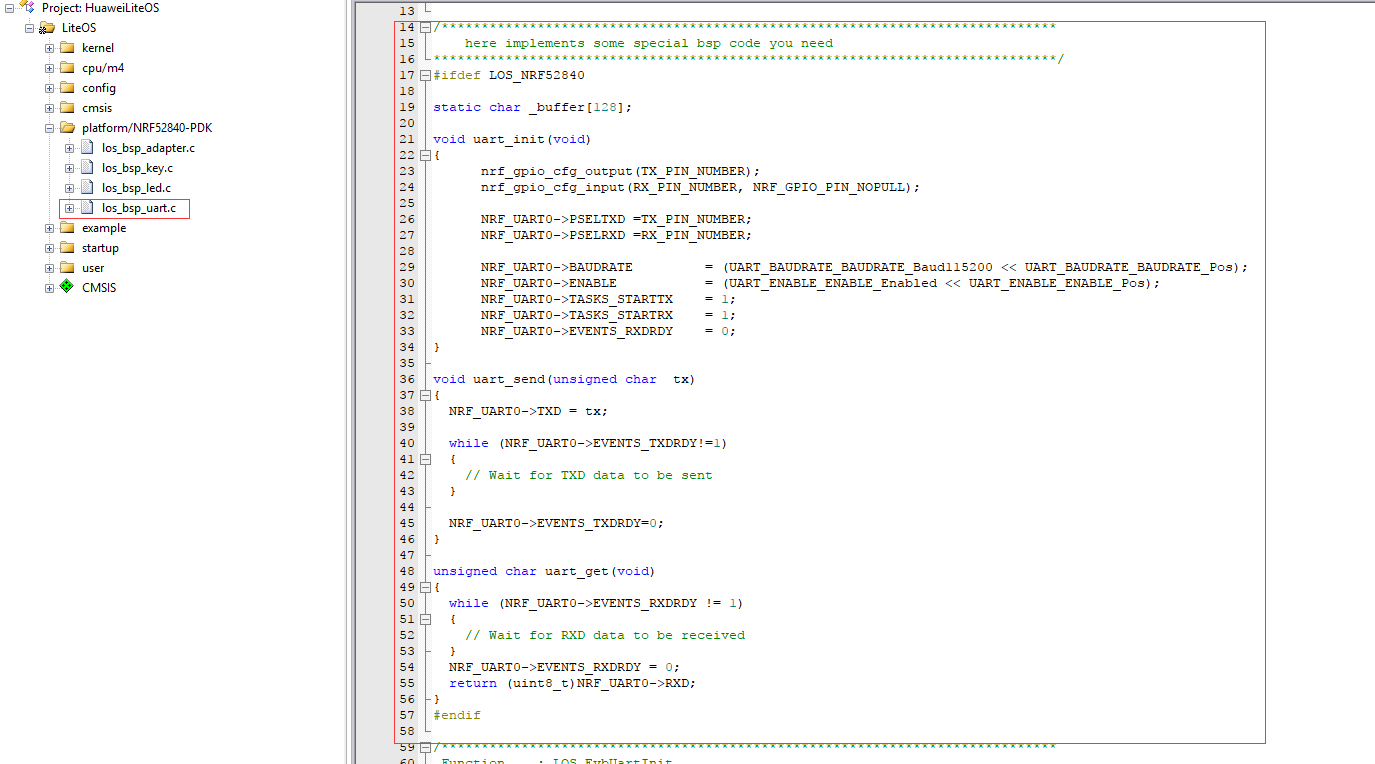 Project: HuaweiLiteOS
LiteOS
kernel
cpu/m4
config
cmsis
platform/NRF52840-PDK
los_bsp_adapter.c
los_bsp_key.c
los_bsp_led.c
los_bsp_uart.c
example
startup
user
CMSIS
13
14 /*****************************************************************************
15     here implements some special bsp code you need
16 ******************************************************************************/
17 #ifdef LOS_NRF52840
18
19 static char _buffer[128];
20
21 void uart_init(void)
22 {
23       nrf_gpio_cfg_output(TX_PIN_NUMBER);
24       nrf_gpio_cfg_input(RX_PIN_NUMBER, NRF_GPIO_PIN_NOPULL);
25
26       NRF_UART0->PSELTXD =TX_PIN_NUMBER;
27       NRF_UART0->PSELRXD =RX_PIN_NUMBER;
28
29       NRF_UART0->BAUDRATE         = (UART_BAUDRATE_BAUDRATE_Baud115200 << UART_BAUDRATE_BAUDRATE_Pos);
30       NRF_UART0->ENABLE           = (UART_ENABLE_ENABLE_Enabled << UART_ENABLE_ENABLE_Pos);
31       NRF_UART0->TASKS_STARTTX    = 1;
32       NRF_UART0->TASKS_STARTRX    = 1;
33       NRF_UART0->EVENTS_RXDRDY    = 0;
34 }
35
36 void uart_send(unsigned char  tx)
37 {
38   NRF_UART0->TXD = tx;
39
40   while (NRF_UART0->EVENTS_TXDRDY!=1)
41   {
42     // Wait for TXD data to be sent
43   }
44
45   NRF_UART0->EVENTS_TXDRDY=0;
46 }
47
48 unsigned char uart_get(void)
49 {
50   while (NRF_UART0->EVENTS_RXDRDY != 1)
51   {
52     // Wait for RXD data to be received
53   }
54   NRF_UART0->EVENTS_RXDRDY = 0;
55   return (uint8_t)NRF_UART0->RXD;
56 }
57 #endif
58
59 /*****************************************************************************
60  Function    : LOS_EvbUartInit